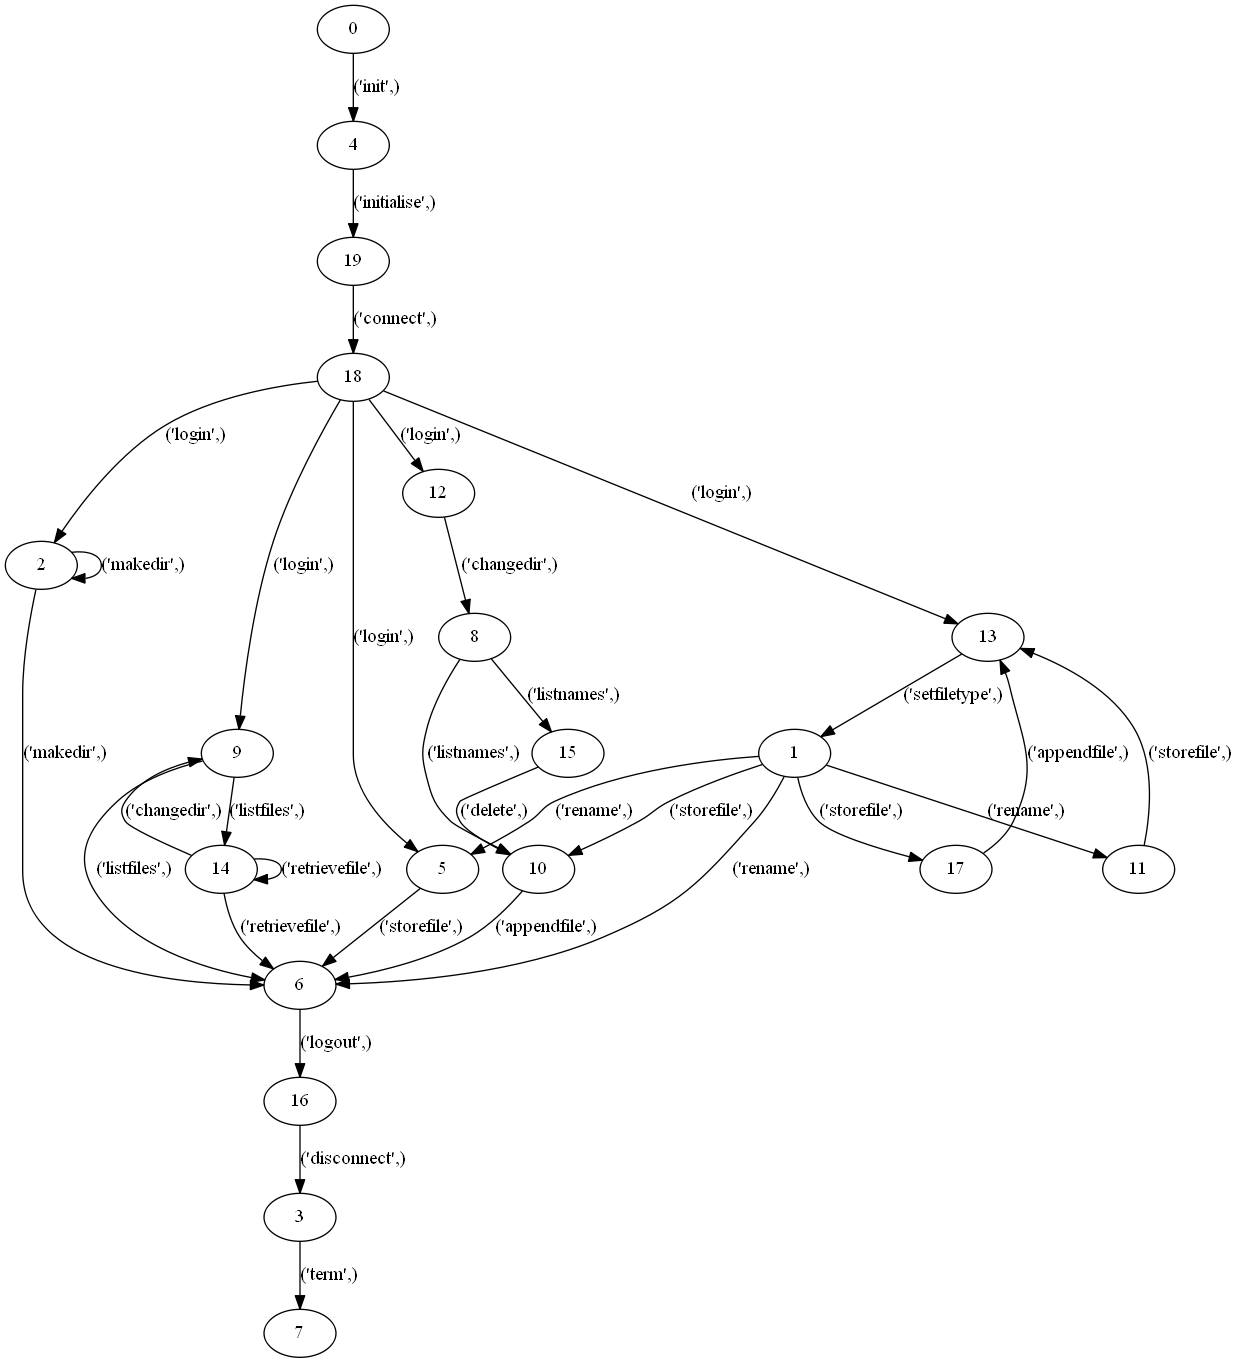 0
('init',)
4
('initialise',)
19
('connect',)
18
('login',)
('login',)
('login',)
12
('login',)
2
('makedir',)
('login',)
('changedir',)
('login',)
8
13
('listnames',)
('setfiletype',)
('makedir',)
9
('listnames',)
15
1
('appendfile',)
('storefile',)
('changedir',)
('listfiles',)
('delete',)
('rename',)
('storefile',)
('storefile',)
('rename',)
('listfiles',)
14
('retrievefile',)
5
10
('rename',)
17
11
('retrievefile',)
('storefile',)
('appendfile',)
6
('logout',)
16
('disconnect',)
3
('term',)
7